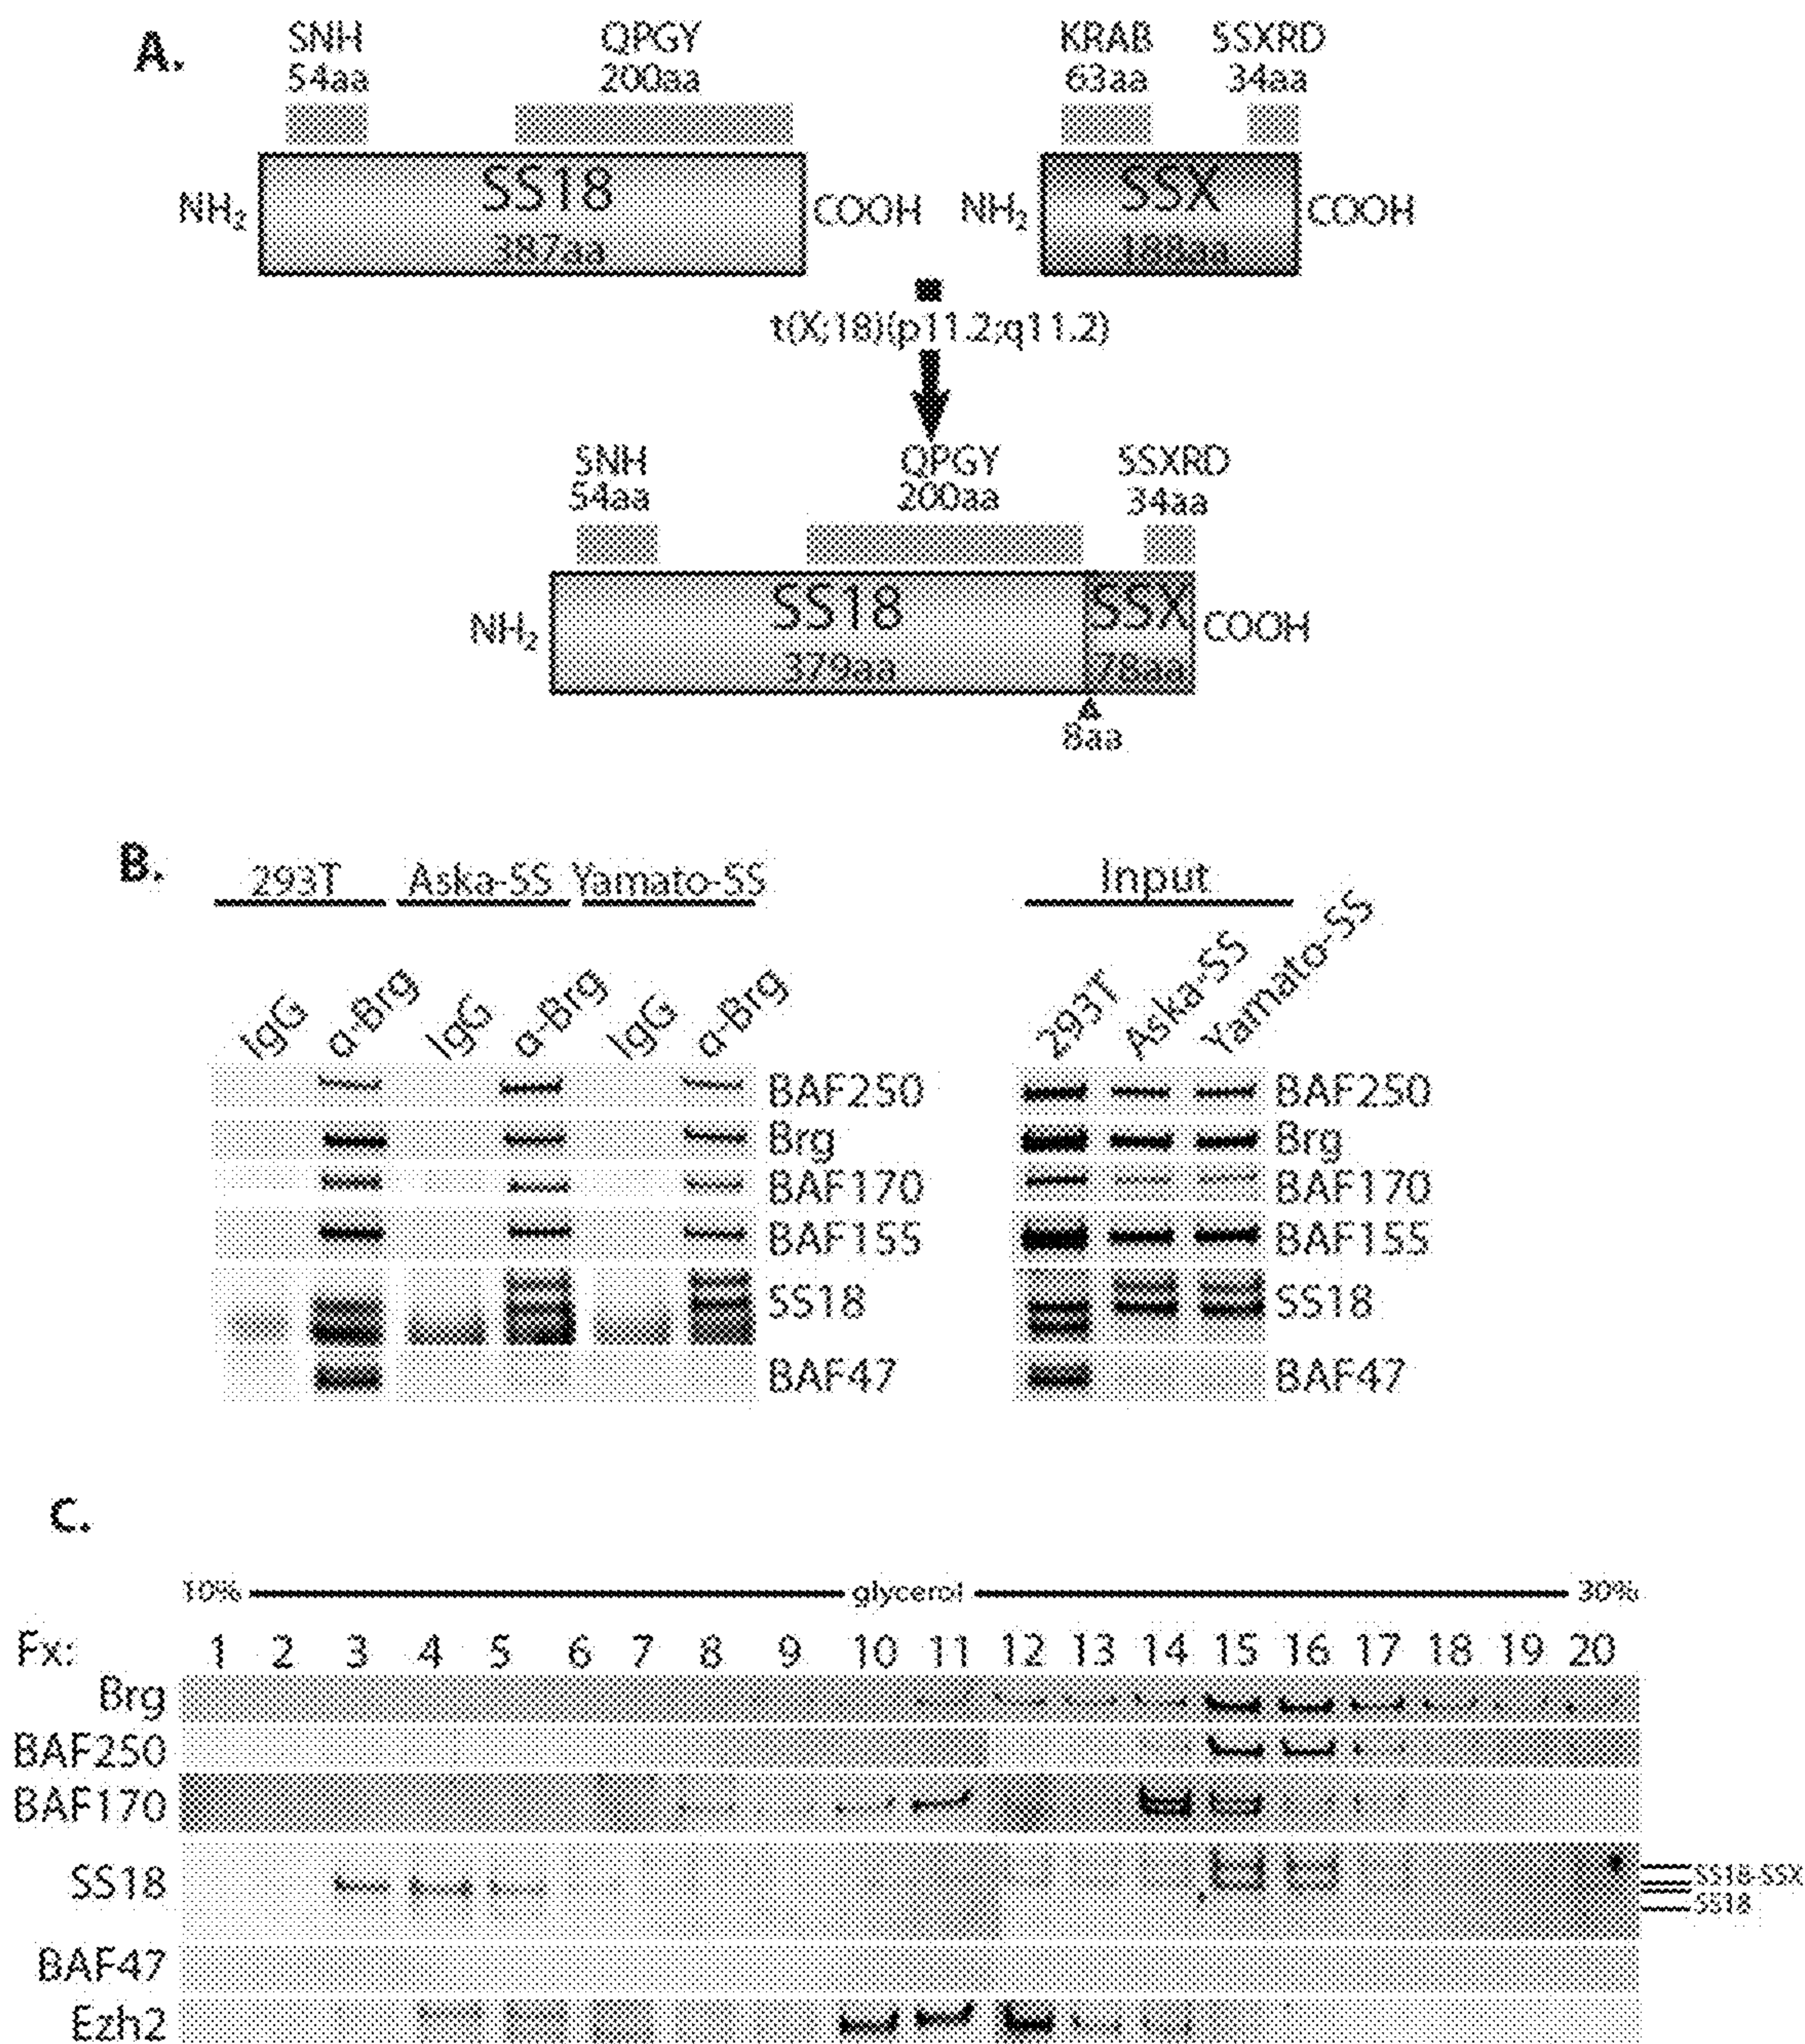 A.
SNH QPGY KRAB SSXRD
54aa 200aa 63aa 34aa
NH₂ SS18 COOH NH₂ SSX COOH
387aa 188aa
t(X;18)(p11.2;q11.2)
SNH QPGY SSXRD
54aa 200aa 34aa
NH₂ SS18 SSX COOH
379aa 78aa
8aa
B.
293T Aska-SS Yamato-SS Input
IgG α-Brg IgG α-Brg IgG α-Brg 293T Aska-SS Yamato-SS
BAF250 BAF250
Brg Brg
BAF170 BAF170
BAF155 BAF155
SS18 SS18
BAF47 BAF47
C.
10% glycerol 30%
Fx: 1 2 3 4 5 6 7 8 9 10 11 12 13 14 15 16 17 18 19 20
Brg
BAF250
BAF170
SS18 SS18-SSX
SS18
BAF47
Ezh2